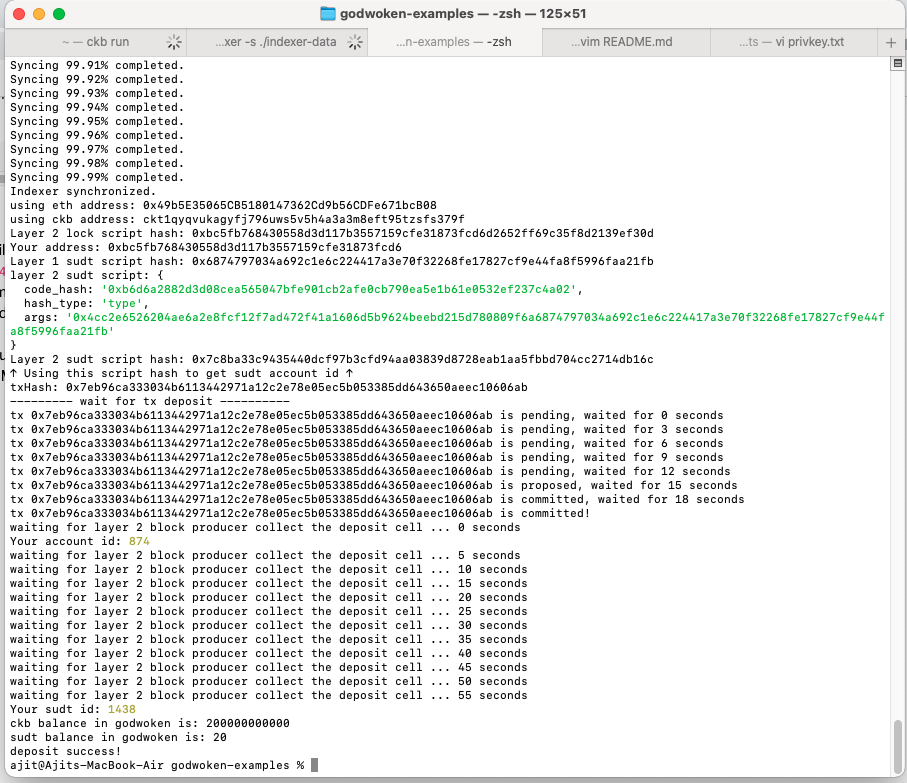 godwoken-examples — -zsh — 125×51
~ — ckb run
...xer -s ./indexer-data
...n-examples — -zsh
...vim README.md
...ts — vi privkey.txt
+
Syncing 99.91% completed.
Syncing 99.92% completed.
Syncing 99.93% completed.
Syncing 99.94% completed.
Syncing 99.95% completed.
Syncing 99.96% completed.
Syncing 99.97% completed.
Syncing 99.98% completed.
Syncing 99.99% completed.
Indexer synchronized.
using eth address: 0x49b5E35065CB5180147362Cd9b56CDFe671bcB08
using ckb address: ckt1qyqvukagyfj796uws5v5h4a3a3m8eft95tzsfs379f
Layer 2 lock script hash: 0xbc5fb768430558d3d117b3557159cfe31873fcd6d2652ff69c35f8d2139ef30d
Your address: 0xbc5fb768430558d3d117b3557159cfe31873fcd6
Layer 1 sudt script hash: 0x6874797034a692c1e6c224417a3e70f32268fe17827cf9e44fa8f5996faa21fb
layer 2 sudt script: {
  code_hash: '0xb6d6a2882d3d08cea565047bfe901cb2afe0cb790ea5e1b61e0532ef237c4a02',
  hash_type: 'type',
  args: '0x4cc2e6526204ae6a2e8fcf12f7ad472f41a1606d5b9624beebd215d780809f6a6874797034a692c1e6c224417a3e70f32268fe17827cf9e44f
a8f5996faa21fb'
}
Layer 2 sudt script hash: 0x7c8ba33c9435440dcf97b3cfd94aa03839d8728eab1aa5fbbd704cc2714db16c
↑ Using this script hash to get sudt account id ↑
txHash: 0x7eb96ca333034b6113442971a12c2e78e05ec5b053385dd643650aeec10606ab
--------- wait for tx deposit ----------
tx 0x7eb96ca333034b6113442971a12c2e78e05ec5b053385dd643650aeec10606ab is pending, waited for 0 seconds
tx 0x7eb96ca333034b6113442971a12c2e78e05ec5b053385dd643650aeec10606ab is pending, waited for 3 seconds
tx 0x7eb96ca333034b6113442971a12c2e78e05ec5b053385dd643650aeec10606ab is pending, waited for 6 seconds
tx 0x7eb96ca333034b6113442971a12c2e78e05ec5b053385dd643650aeec10606ab is pending, waited for 9 seconds
tx 0x7eb96ca333034b6113442971a12c2e78e05ec5b053385dd643650aeec10606ab is pending, waited for 12 seconds
tx 0x7eb96ca333034b6113442971a12c2e78e05ec5b053385dd643650aeec10606ab is proposed, waited for 15 seconds
tx 0x7eb96ca333034b6113442971a12c2e78e05ec5b053385dd643650aeec10606ab is committed, waited for 18 seconds
tx 0x7eb96ca333034b6113442971a12c2e78e05ec5b053385dd643650aeec10606ab is committed!
waiting for layer 2 block producer collect the deposit cell ... 0 seconds
Your account id: 874
waiting for layer 2 block producer collect the deposit cell ... 5 seconds
waiting for layer 2 block producer collect the deposit cell ... 10 seconds
waiting for layer 2 block producer collect the deposit cell ... 15 seconds
waiting for layer 2 block producer collect the deposit cell ... 20 seconds
waiting for layer 2 block producer collect the deposit cell ... 25 seconds
waiting for layer 2 block producer collect the deposit cell ... 30 seconds
waiting for layer 2 block producer collect the deposit cell ... 35 seconds
waiting for layer 2 block producer collect the deposit cell ... 40 seconds
waiting for layer 2 block producer collect the deposit cell ... 45 seconds
waiting for layer 2 block producer collect the deposit cell ... 50 seconds
waiting for layer 2 block producer collect the deposit cell ... 55 seconds
Your sudt id: 1438
ckb balance in godwoken is: 200000000000
sudt balance in godwoken is: 20
deposit success!
ajit@Ajits-MacBook-Air godwoken-examples %